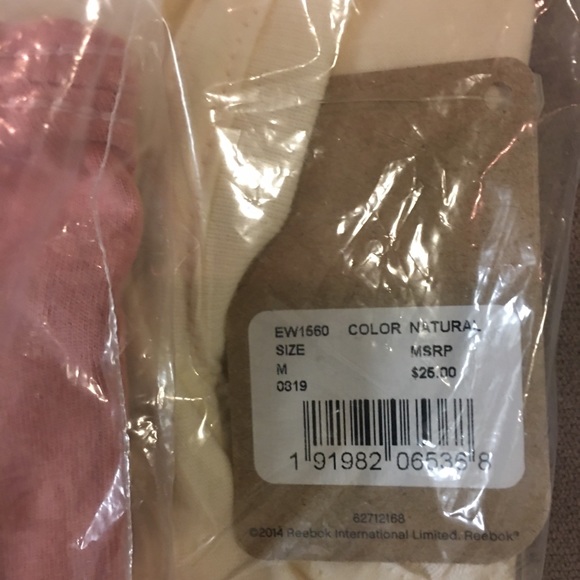 EW1560 COLOR NATURAL
SIZE MSRP
M $25.00
0819
1 91982 06536 8
62712168
©2014 Reebok International Limited. Reebok®